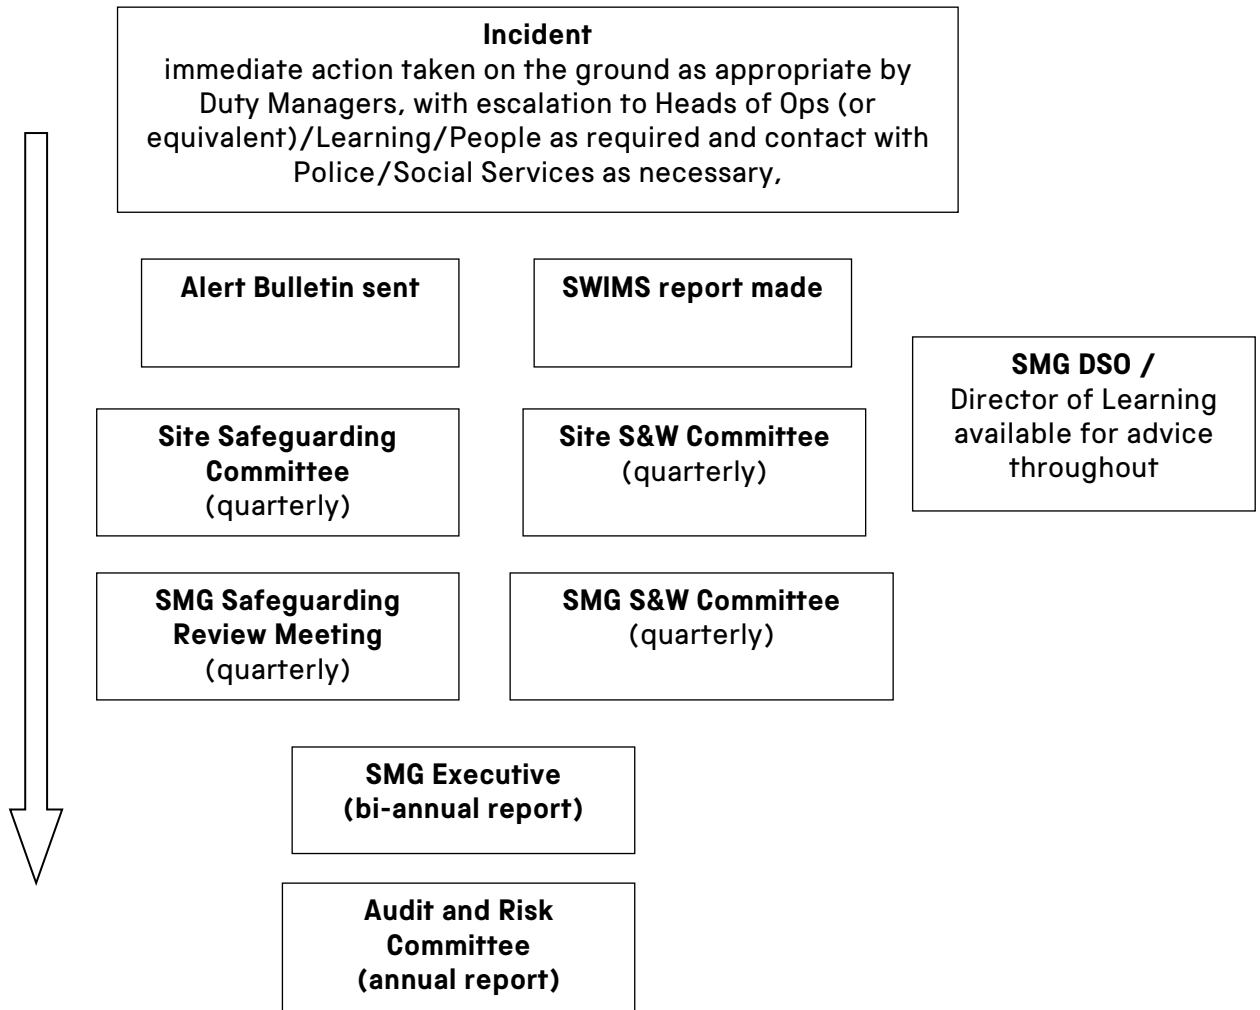 Incident
immediate action taken on the ground as appropriate by
Duty Managers, with escalation to Heads of Ops (or
equivalent)/Learning/People as required and contact with
Police/Social Services as necessary,
Alert Bulletin sent
SWIMS report made
SMG DSO /
Director of Learning
available for advice
throughout
Site Safeguarding
Committee
(quarterly)
Site S&W Committee
(quarterly)
SMG Safeguarding
Review Meeting
(quarterly)
SMG S&W Committee
(quarterly)
SMG Executive
(bi-annual report)
Audit and Risk
Committee
(annual report)